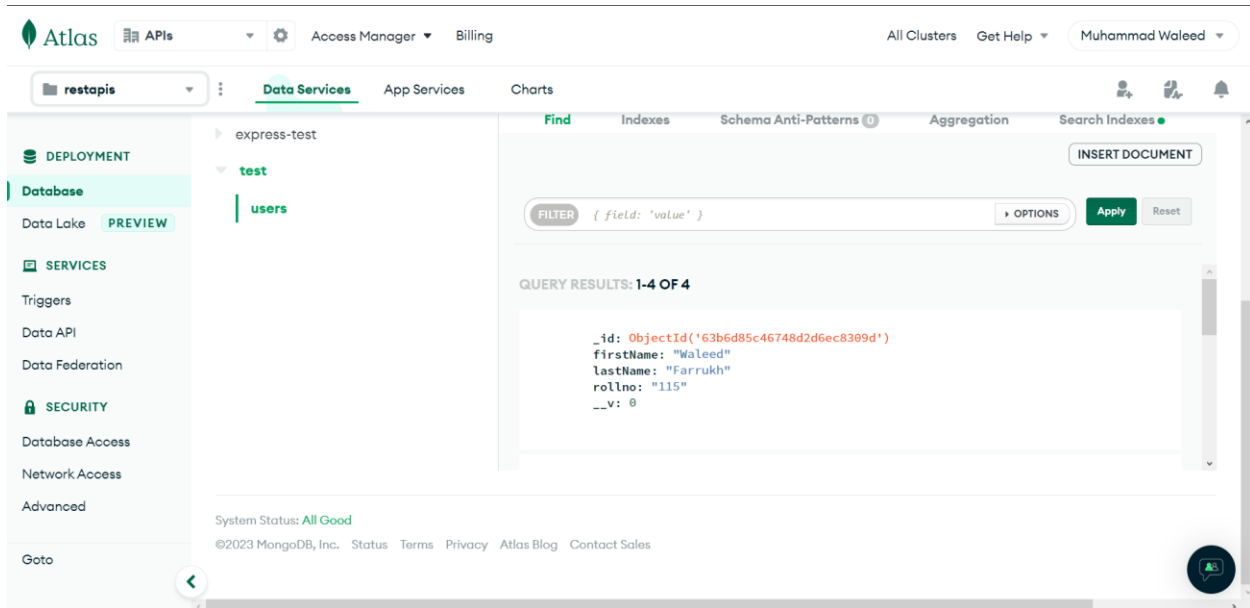 Atlas APIs Access Manager Billing All Clusters Get Help Muhammad Waleed
restapis Data Services App Services Charts
DEPLOYMENT
Database
Data Lake PREVIEW
SERVICES
Triggers
Data API
Data Federation
SECURITY
Database Access
Network Access
Advanced
Goto
express-test
test
users
Find Indexes Schema Anti-Patterns 0 Aggregation Search Indexes
INSERT DOCUMENT
FILTER { field: 'value' } OPTIONS Apply Reset
QUERY RESULTS: 1-4 OF 4
_id: ObjectId('63b6d85c46748d2d6ec8309d')
firstName: "Waleed"
lastName: "Farrukh"
rollno: "115"
__v: 0
System Status: All Good
©2023 MongoDB, Inc. Status Terms Privacy Atlas Blog Contact Sales